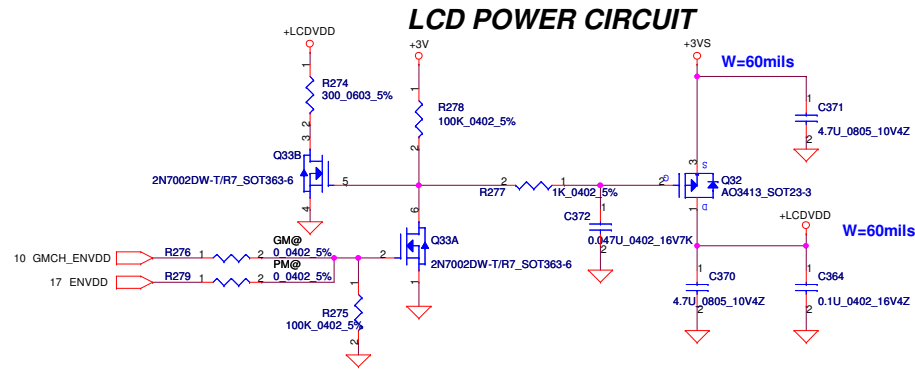 LCD POWER CIRCUIT
+LCDVDD
+3V
+3VS
W=60mils
1
R274
300_0603_5%
2
1
R278
100K_0402_5%
2
1
C371
4.7U_0805_10V4Z
2
3
Q33B
2N7002DW-T/R7_SOT363-6
5
4
R277
2
1
1K_0402_5%
2
G
3
S
Q32
AO3413_SOT23-3
D
1
1
C372
0.047U_0402_16V7K
2
+LCDVDD
W=60mils
6
Q33A
2N7002DW-T/R7_SOT363-6
2
1
10 GMCH_ENVDD
R276
1
2
GM@
0_0402_5%
17 ENVDD
R279
1
2
PM@
0_0402_5%
1
R275
100K_0402_5%
2
1
C370
4.7U_0805_10V4Z
2
1
C364
0.1U_0402_16V4Z
2